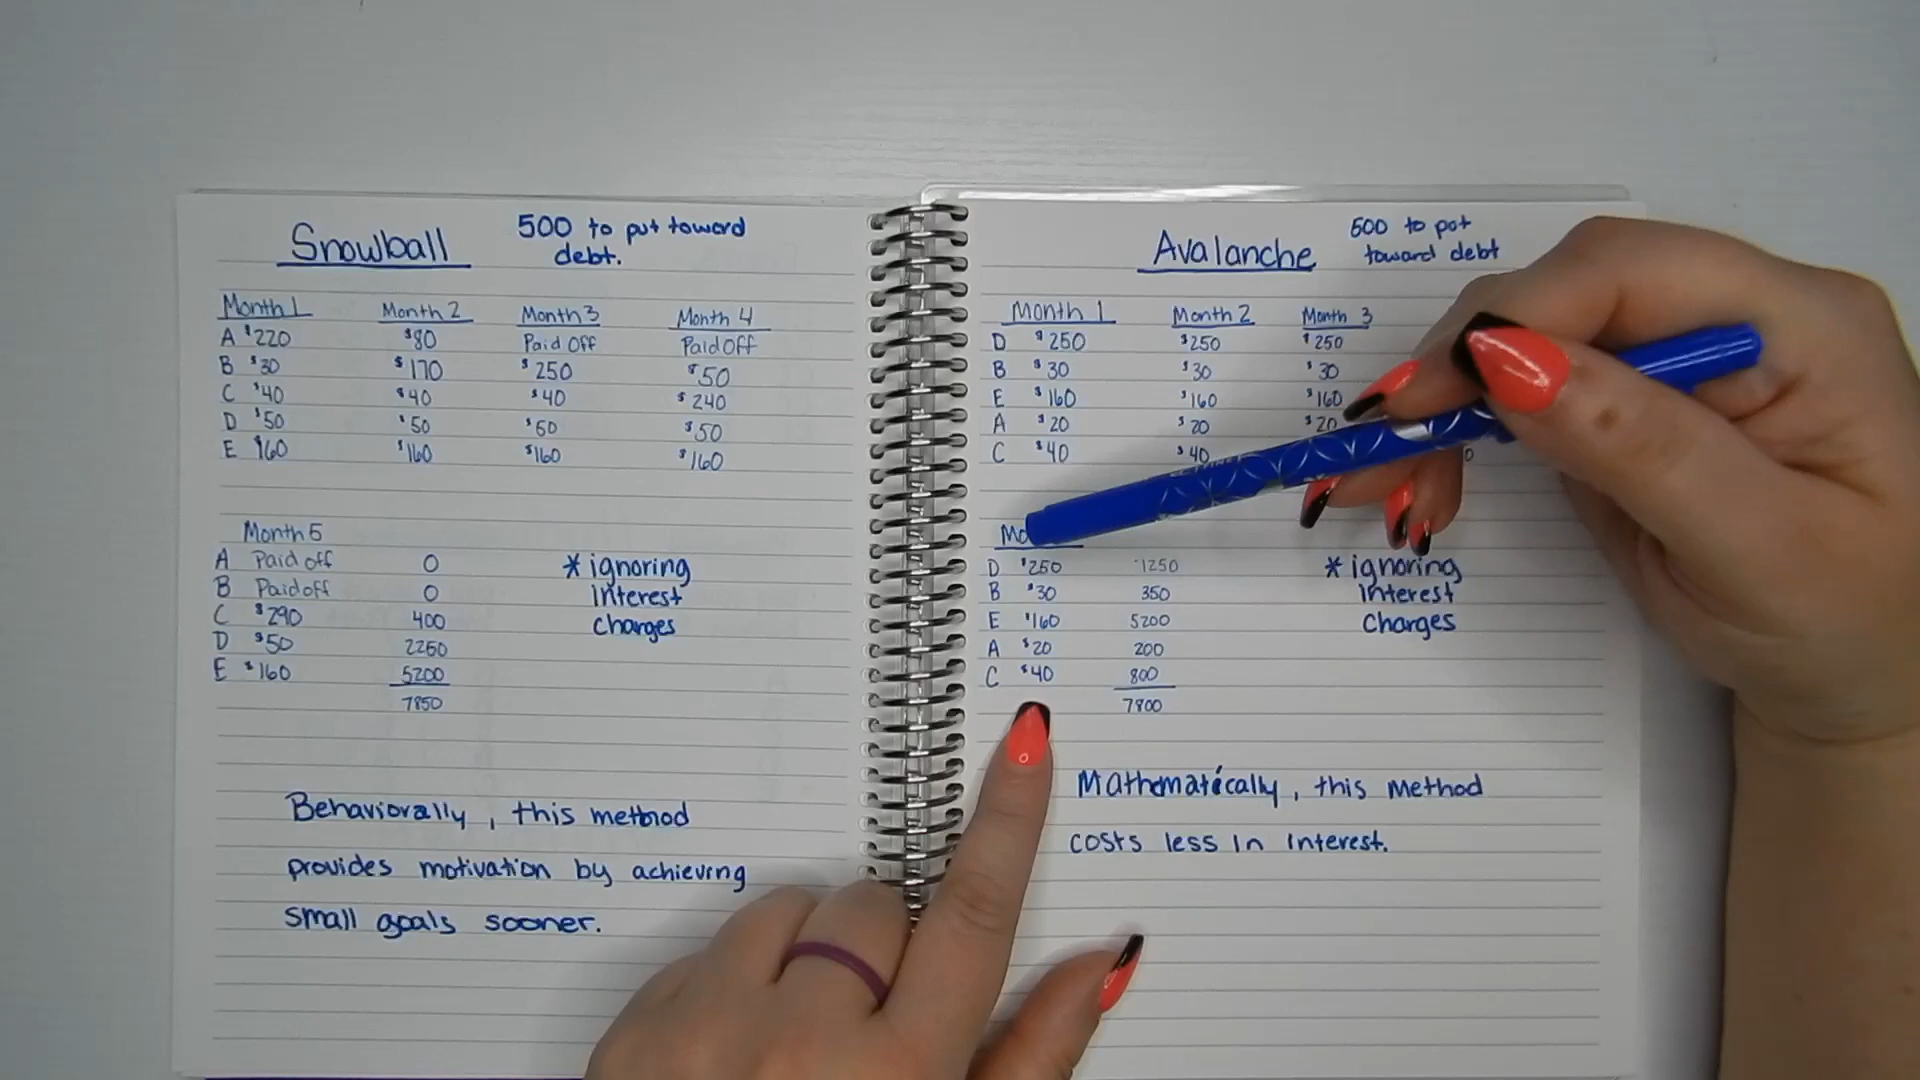 Snowball
500 to put toward
debt.
Month 1 Month 2 Month 3 Month 4
A $220 $80 Paid Off Paid Off
B $30 $170 $250 $50
C $40 $40 $40 $240
D $50 $50 $50 $50
E $160 $160 $160 $160
Month 5
A Paid off 0
B Paid off 0
C $290 400
D $50 2250
E $160 5200
7850
* ignoring
interest
charges
Behaviorally, this method
provides motivation by achieving
small goals sooner.
Avalanche
500 to put
toward debt
Month 1 Month 2 Month 3
D $250 $250 $250
B $30 $30 $30
E $160 $160 $160
A $20 $20 $20
C $40 $40
D $250 1250
B $30 350
E $160 5200
A $20 200
C $40 800
7800
* ignoring
interest
charges
Mathematically, this method
costs less in interest.